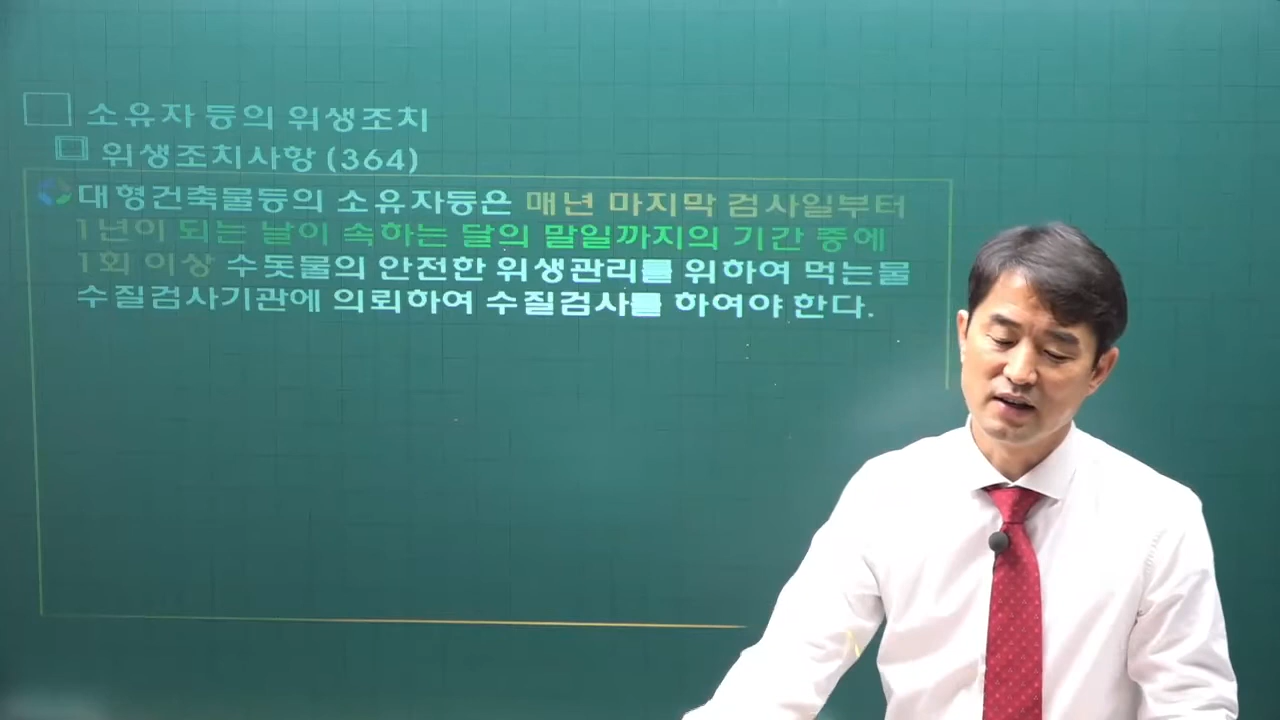 소유자 등의 위생조치
위생조치사항 (364)
대형건축물등의 소유자등은 매년 마지막 검사일부터
1년이 되는 날이 속하는 달의 말일까지의 기간 중에
1회 이상 수돗물의 안전한 위생관리를 위하여 먹는물
수질검사기관에 의뢰하여 수질검사를 하여야 한다.